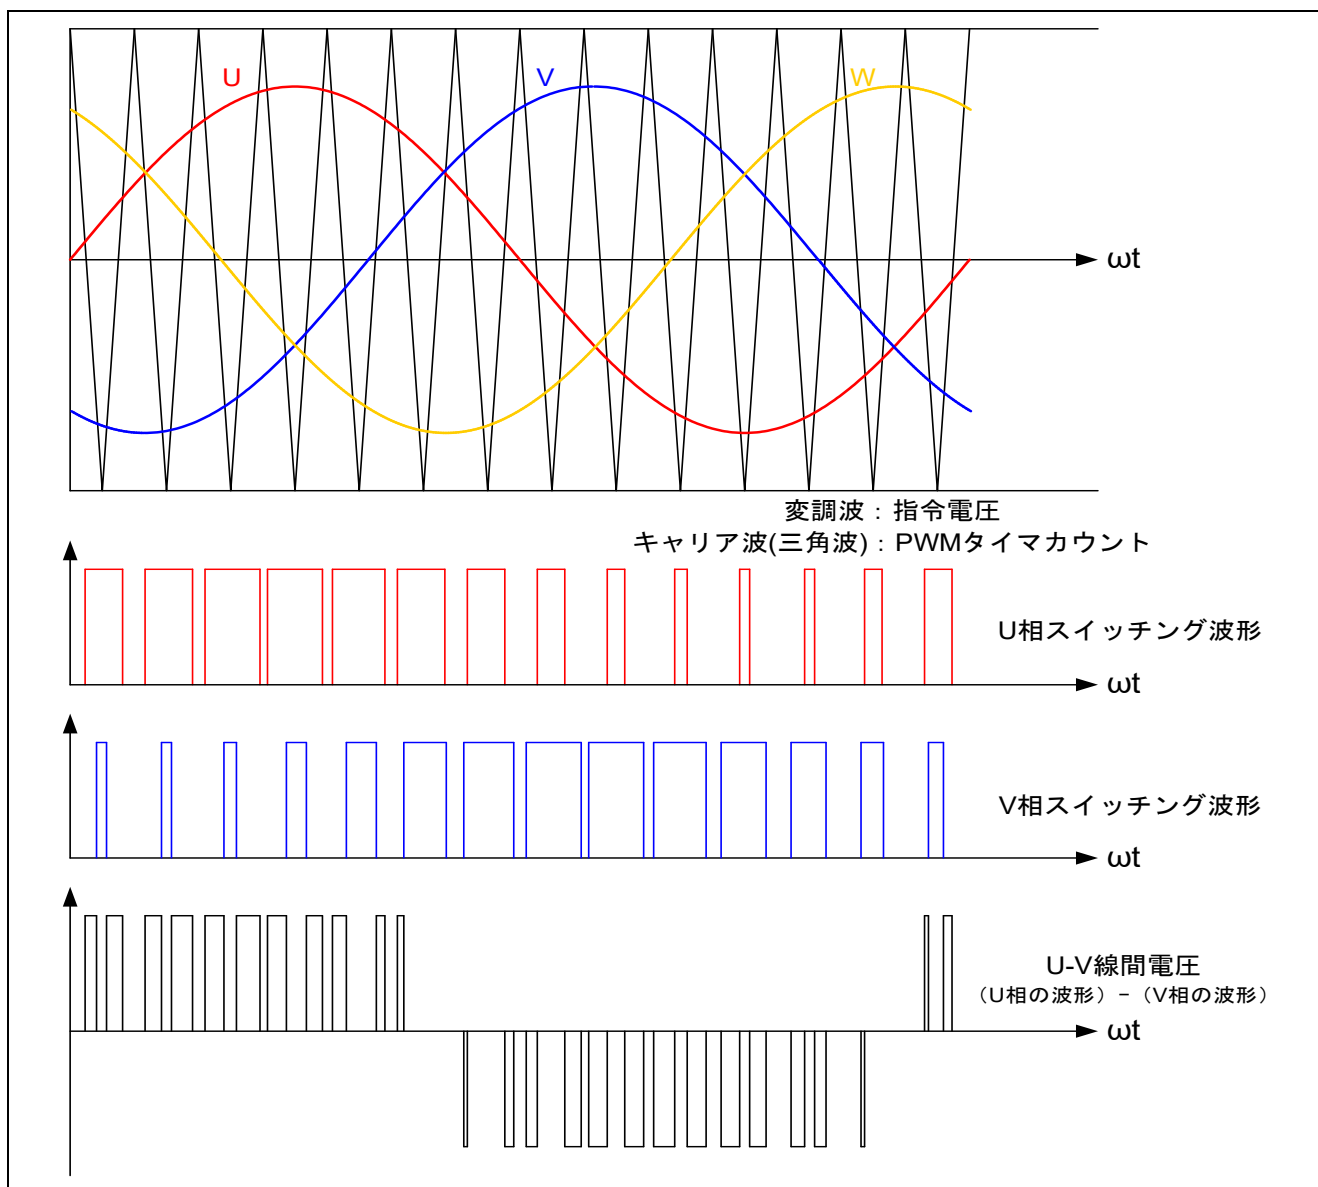 U
V
W
ωt
変調波：指令電圧
キャリア波(三角波)：PWMタイマカウント
U相スイッチング波形
ωt
V相スイッチング波形
ωt
U-V線間電圧
（U相の波形）−（V相の波形）
ωt